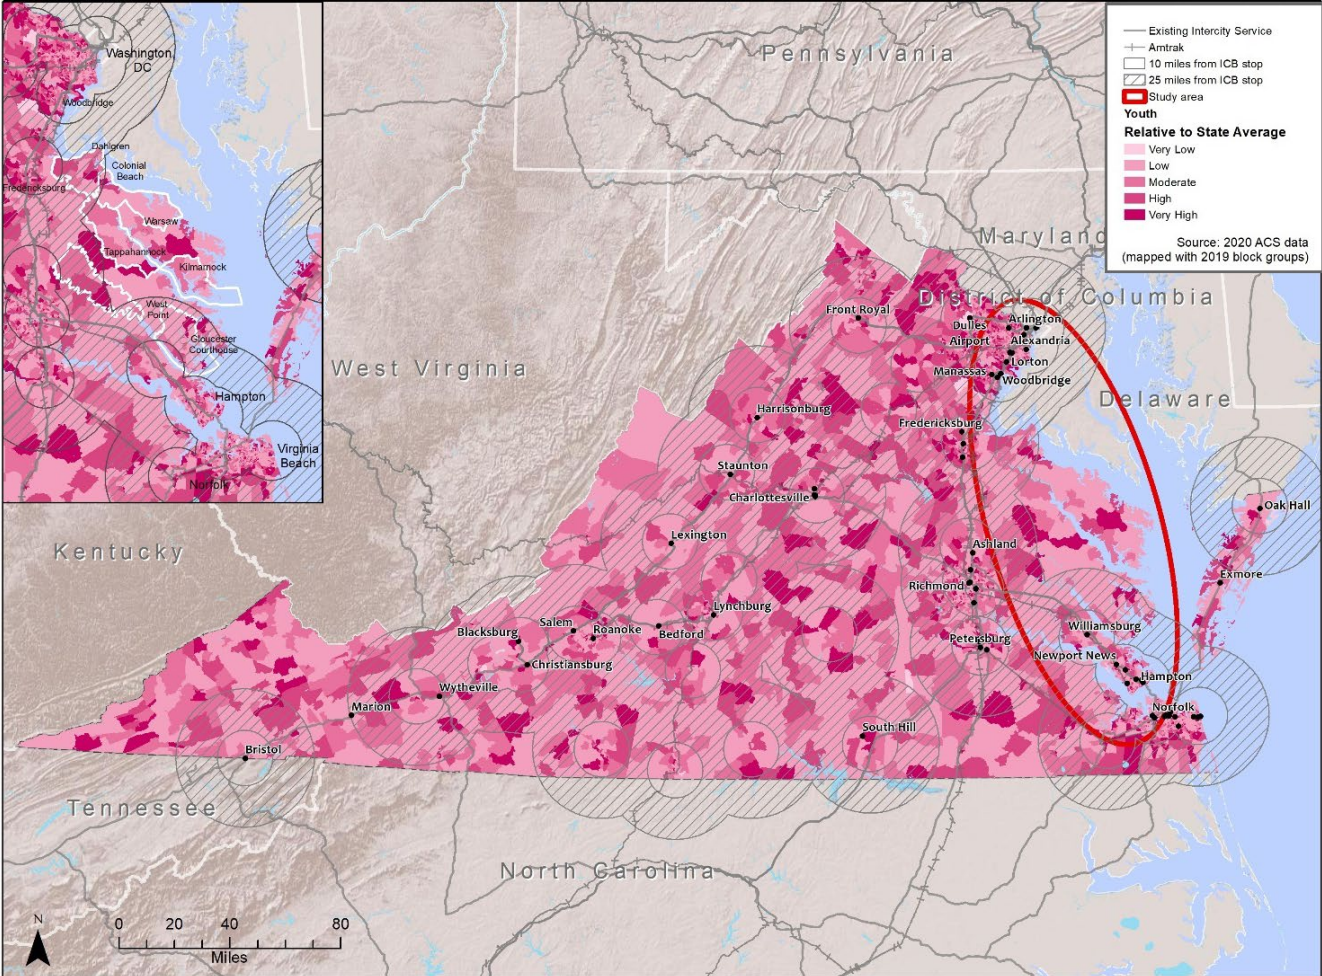 Washington,
DC
Woodbridge
Dahlgren
Colonial
Beach
Fredericksburg
Warsaw
Tappahannock
Kilmarnock
West
Point
Gloucester
Courthouse
Hampton
Virginia
Beach
Norfolk
Existing Intercity Service
Amtrak
10 miles from ICB stop
25 miles from ICB stop
Study area
Youth
Relative to State Average
Very Low
Low
Moderate
High
Very High
Source: 2020 ACS data
(mapped with 2019 block groups)
Pennsylvania
Maryland
District of Columbia
West Virginia
Delaware
Kentucky
Tennessee
North Carolina
Front Royal
Dulles
Airport
Arlington
Alexandria
Lorton
Manassas
Woodbridge
Harrisonburg
Fredericksburg
Staunton
Charlottesville
Oak Hall
Lexington
Ashland
Exmore
Richmond
Lynchburg
Williamsburg
Salem
Roanoke
Bedford
Blacksburg
Petersburg
Newport News
Christiansburg
Hampton
Wytheville
Marion
Norfolk
South Hill
Bristol
N
0 20 40 80
Miles